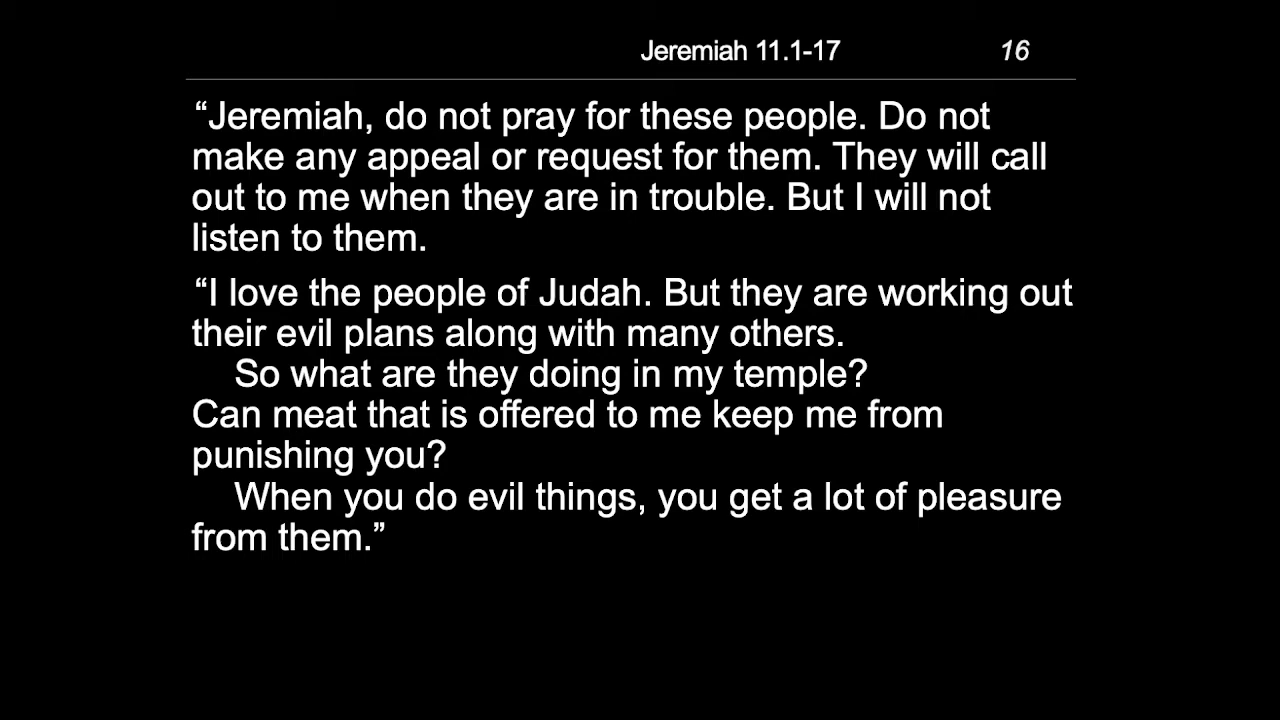 Jeremiah 11.1-17 16
“Jeremiah, do not pray for these people. Do not
make any appeal or request for them. They will call
out to me when they are in trouble. But I will not
listen to them.
“I love the people of Judah. But they are working out
their evil plans along with many others.
So what are they doing in my temple?
Can meat that is offered to me keep me from
punishing you?
When you do evil things, you get a lot of pleasure
from them.”